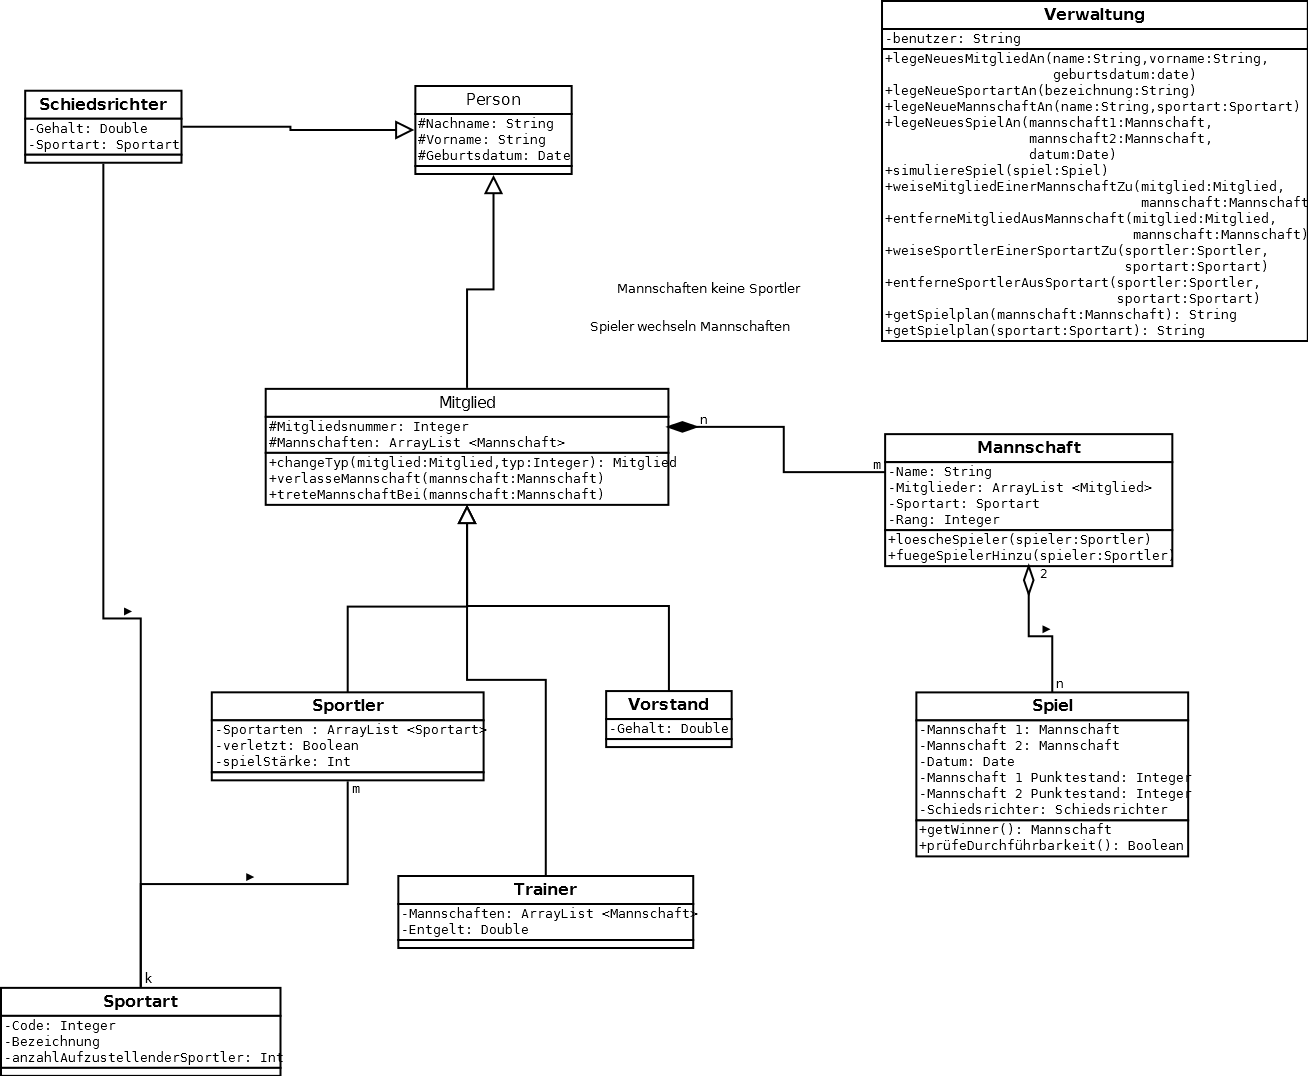 Verwaltung
-benutzer: String
+legeNeuesMitgliedAn(name:String,vorname:String,
geburtsdatum:date)
+legeNeueSportartAn(bezeichnung:String)
+legeNeueMannschaftAn(name:String,sportart:Sportart)
+legeNeuesSpielAn(mannschaft1:Mannschaft,
mannschaft2:Mannschaft,
datum:Date)
+simuliereSpiel(spiel:Spiel)
+weiseMitgliedEinerMannschaftZu(mitglied:Mitglied,
mannschaft:Mannschaft
+entferneMitgliedAusMannschaft(mitglied:Mitglied,
mannschaft:Mannschaft)
+weiseSportlerEinerSportartZu(sportler:Sportler,
sportart:Sportart)
+entferneSportlerAusSportart(sportler:Sportler,
sportart:Sportart)
+getSpielplan(mannschaft:Mannschaft): String
+getSpielplan(sportart:Sportart): String
Schiedsrichter
-Gehalt: Double
-Sportart: Sportart
Person
#Nachname: String
#Vorname: String
#Geburtsdatum: Date
Mannschaften keine Sportler
Spieler wechseln Mannschaften
Mitglied
#Mitgliedsnummer: Integer
#Mannschaften: ArrayList <Mannschaft>
+changeTyp(mitglied:Mitglied,typ:Integer): Mitglied
+verlasseMannschaft(mannschaft:Mannschaft)
+treteMannschaftBei(mannschaft:Mannschaft)
n
m
Mannschaft
-Name: String
-Mitglieder: ArrayList <Mitglied>
-Sportart: Sportart
-Rang: Integer
+loescheSpieler(spieler:Sportler)
+fuegeSpielerHinzu(spieler:Sportler)
2
n
Sportler
-Sportarten : ArrayList <Sportart>
-verletzt: Boolean
-spielStärke: Int
m
Vorstand
-Gehalt: Double
Spiel
-Mannschaft 1: Mannschaft
-Mannschaft 2: Mannschaft
-Datum: Date
-Mannschaft 1 Punktestand: Integer
-Mannschaft 2 Punktestand: Integer
-Schiedsrichter: Schiedsrichter
+getWinner(): Mannschaft
+prüfeDurchführbarkeit(): Boolean
Trainer
-Mannschaften: ArrayList <Mannschaft>
-Entgelt: Double
k
Sportart
-Code: Integer
-Bezeichnung
-anzahlAufzustellenderSportler: Int